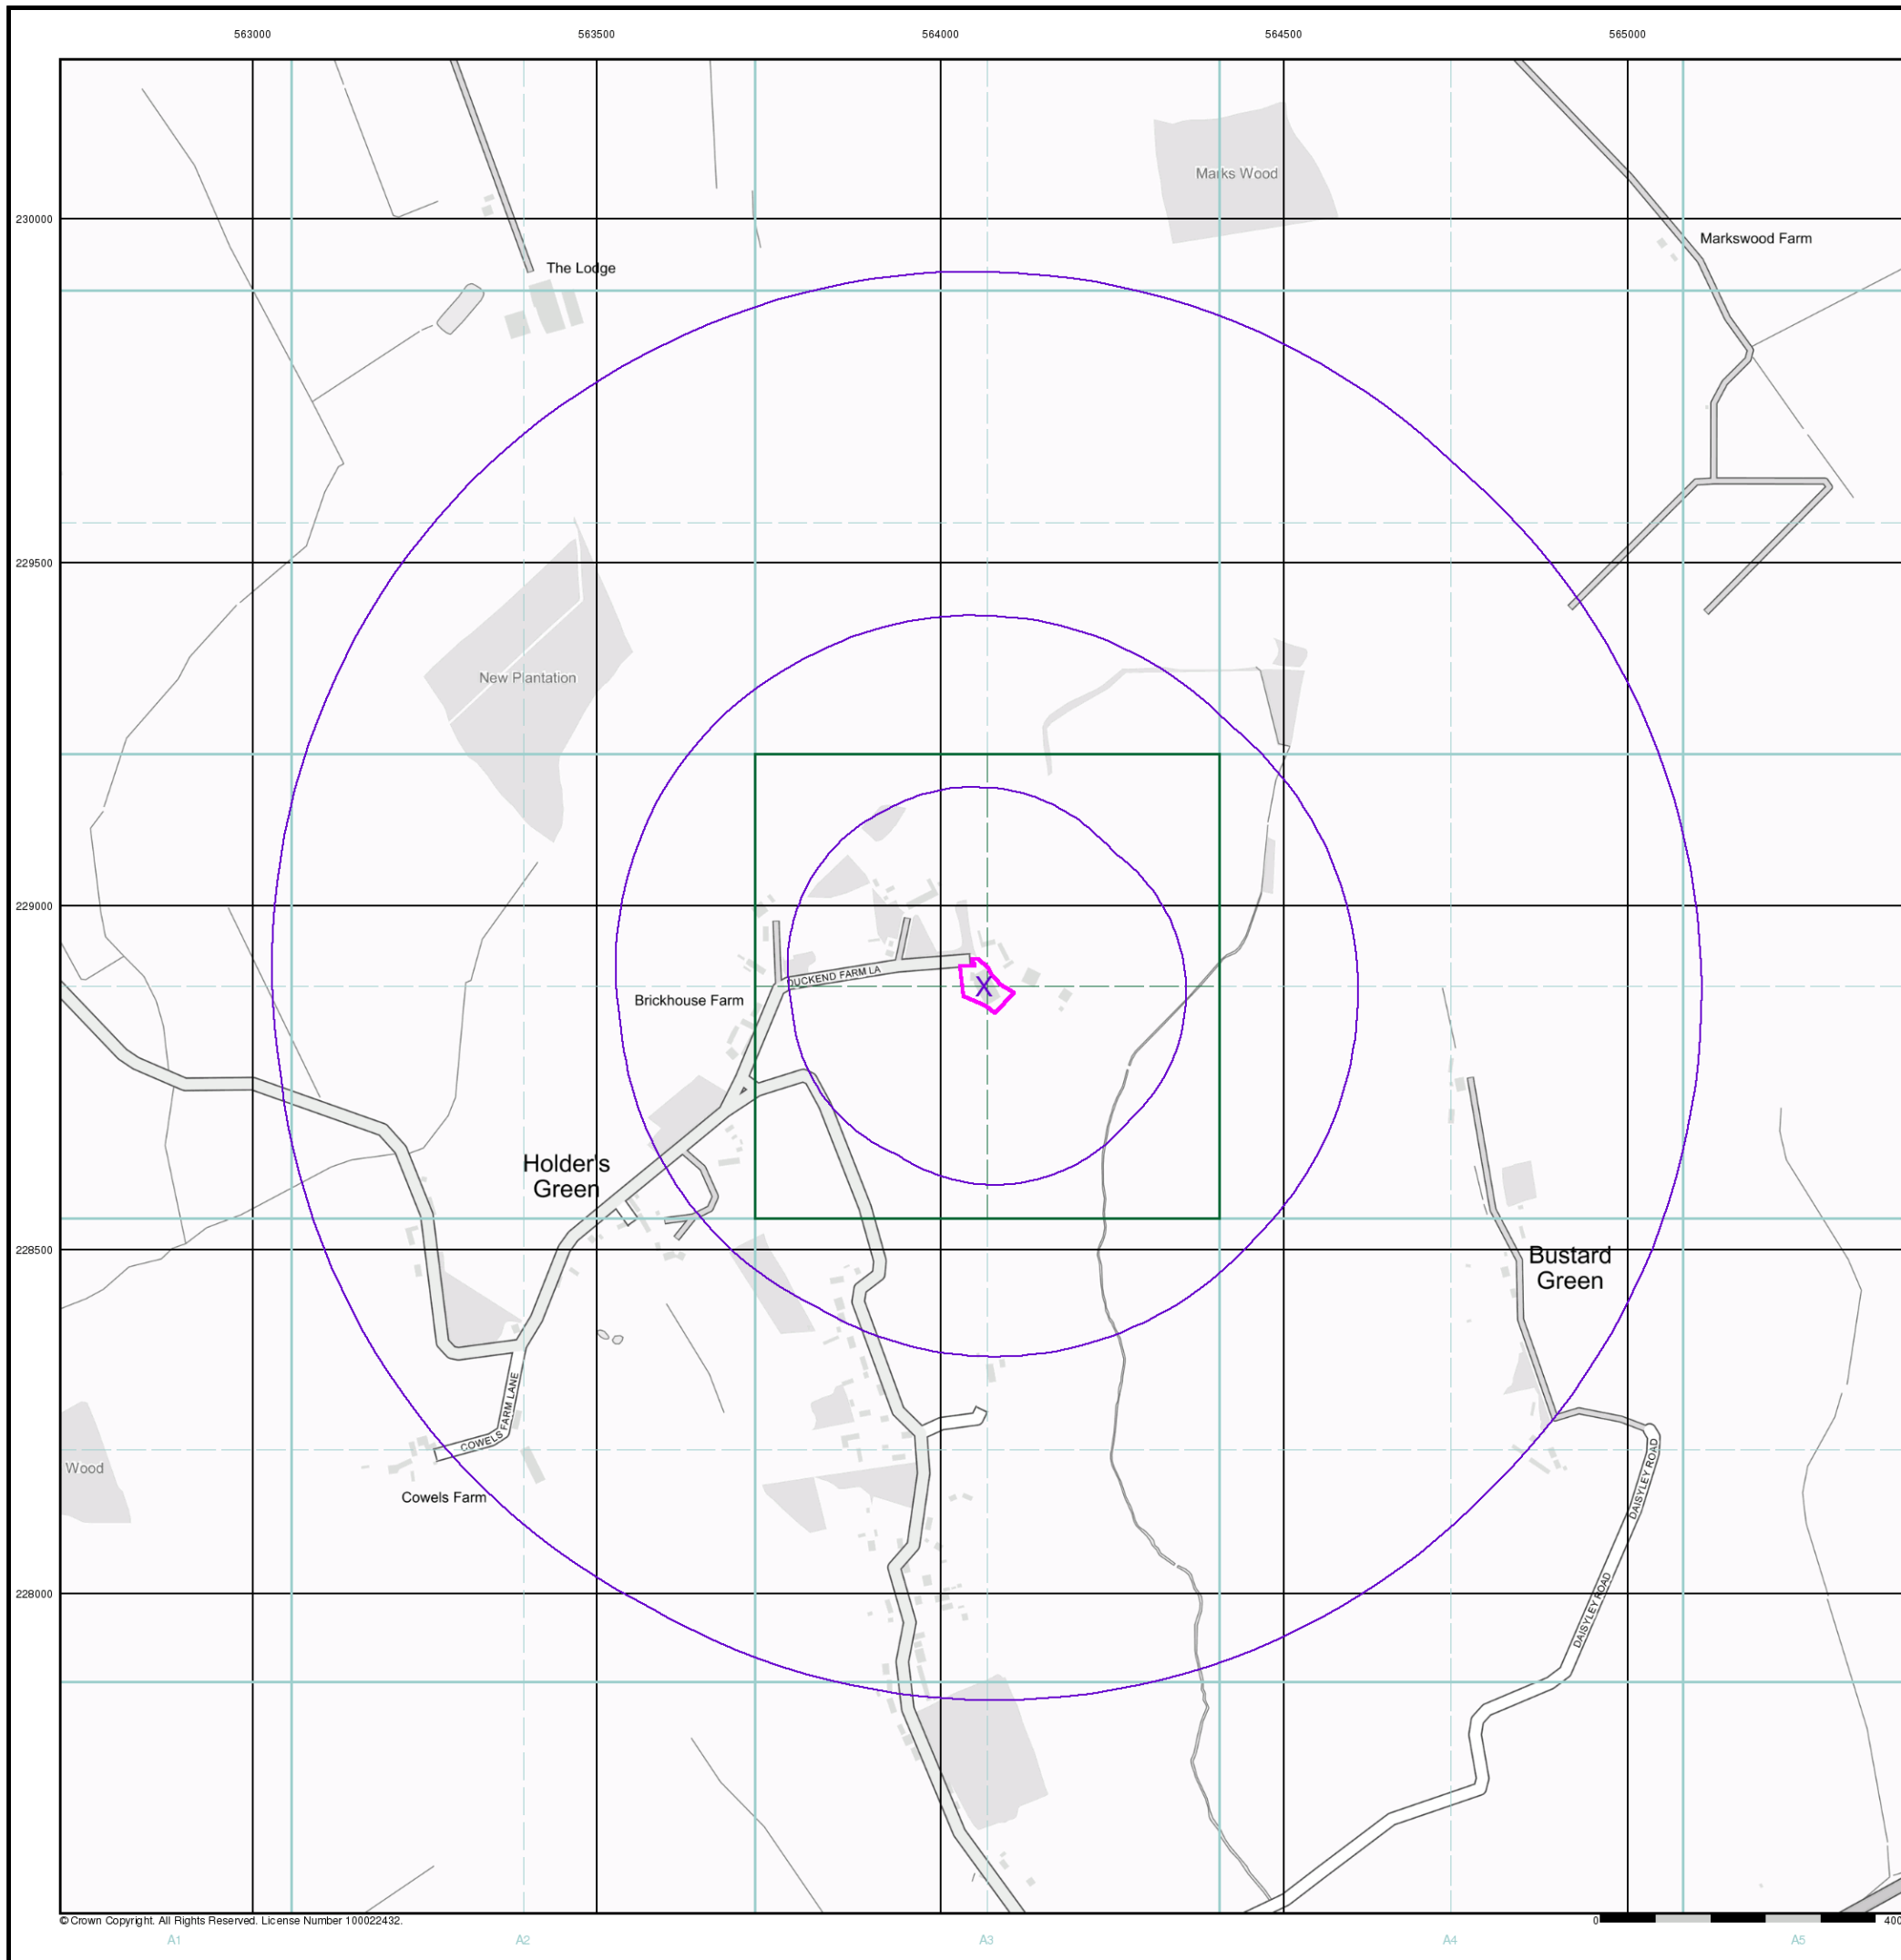 563000 563500 564000 564500 565000
Marks Wood
230000
Markswood Farm
The Lodge
229500
New Plantation
229000
DUCKEND FARM LA
X
Brickhouse Farm
Holder's
Green
228500
Bustard
Green
COWELS FARM LANE
DAISYLEY ROAD
Wood
Cowels Farm
228000
DAISYLEY ROAD
© Crown Copyright. All Rights Reserved. License Number 100022432.
0 400
A1 A2 A3 A4 A5